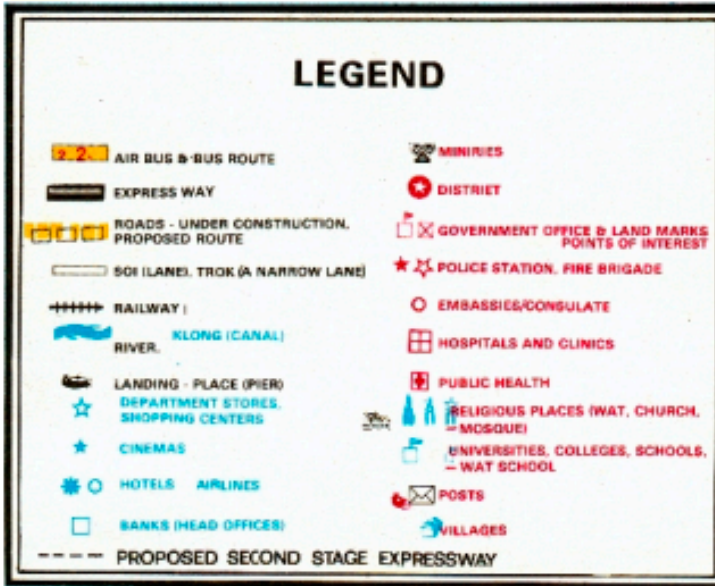 LEGEND
2 2 AIR BUS & BUS ROUTE
EXPRESS WAY
ROADS - UNDER CONSTRUCTION.
PROPOSED ROUTE
SOI (LANE). TROK (A NARROW LANE)
RAILWAY
KLONG (CANAL)
RIVER.
LANDING - PLACE (PIER)
DEPARTMENT STORES.
SHOPPING CENTERS
CINEMAS
HOTELS AIRLINES
BANKS (HEAD OFFICES)
MINIRIES
DISTRICT
GOVERNMENT OFFICE & LAND MARKS
POINTS OF INTEREST
POLICE STATION. FIRE BRIGADE
EMBASSIES/CONSULATE
HOSPITALS AND CLINICS
PUBLIC HEALTH
RELIGIOUS PLACES (WAT, CHURCH,
MOSQUE)
UNIVERSITIES, COLLEGES, SCHOOLS,
WAT SCHOOL
POSTS
VILLAGES
PROPOSED SECOND STAGE EXPRESSWAY